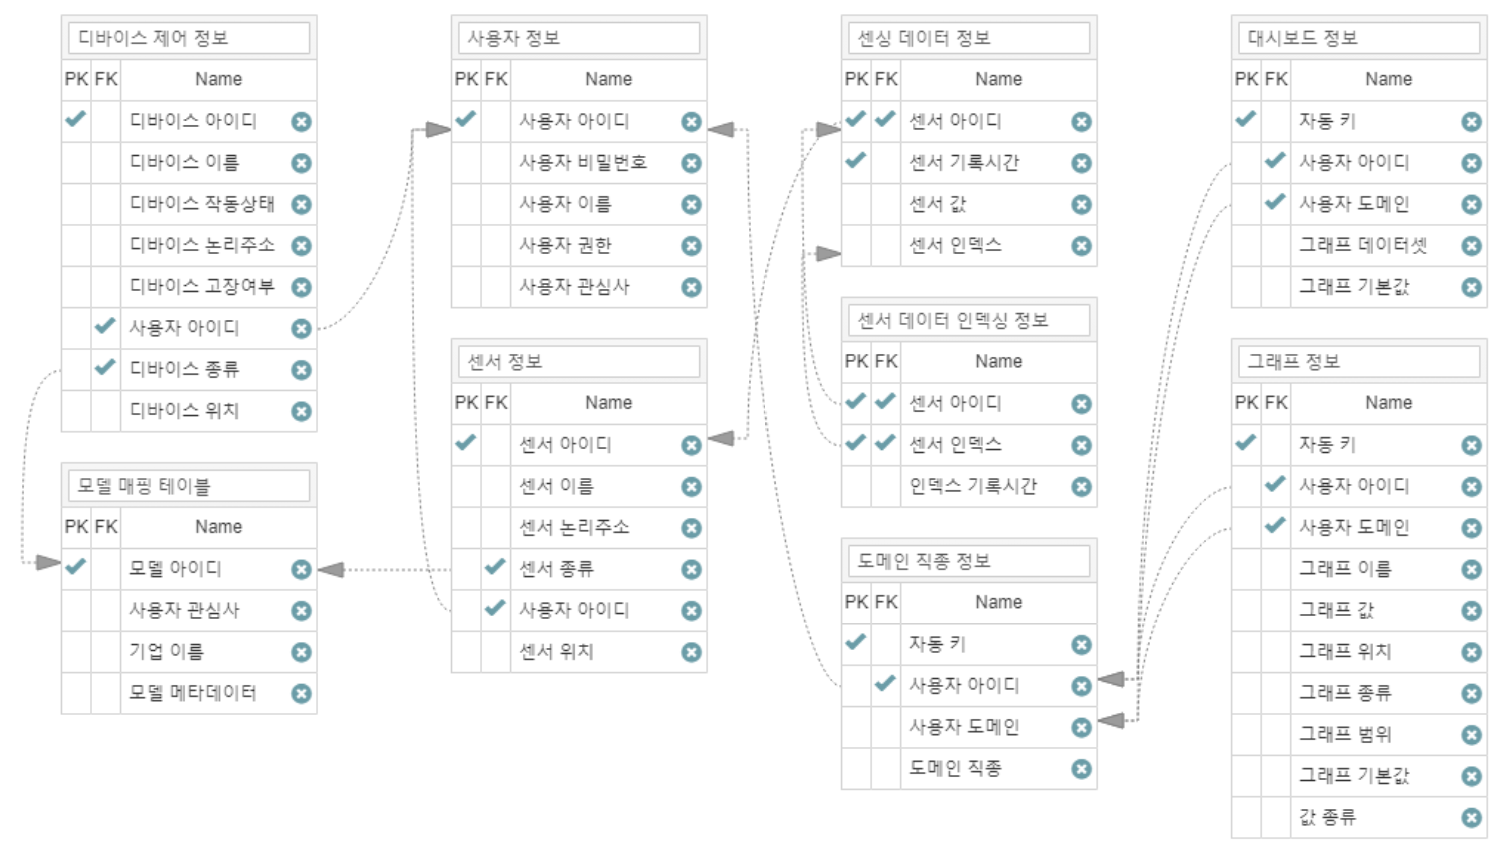 디바이스 제어 정보
PK FK Name
디바이스 아이디
디바이스 이름
디바이스 작동상태
디바이스 논리주소
디바이스 고장여부
사용자 아이디
디바이스 종류
디바이스 위치
모델 매핑 테이블
PK FK Name
모델 아이디
사용자 관심사
기업 이름
모델 메타데이터
사용자 정보
PK FK Name
사용자 아이디
사용자 비밀번호
사용자 이름
사용자 권한
사용자 관심사
센서 정보
PK FK Name
센서 아이디
센서 이름
센서 논리주소
센서 종류
사용자 아이디
센서 위치
센싱 데이터 정보
PK FK Name
센서 아이디
센서 기록시간
센서 값
센서 인덱스
센서 데이터 인덱싱 정보
PK FK Name
센서 아이디
센서 인덱스
인덱스 기록시간
도메인 직종 정보
PK FK Name
자동 키
사용자 아이디
사용자 도메인
도메인 직종
대시보드 정보
PK FK Name
자동 키
사용자 아이디
사용자 도메인
그래프 데이터셋
그래프 기본값
그래프 정보
PK FK Name
자동 키
사용자 아이디
사용자 도메인
그래프 이름
그래프 값
그래프 위치
그래프 종류
그래프 범위
그래프 기본값
값 종류